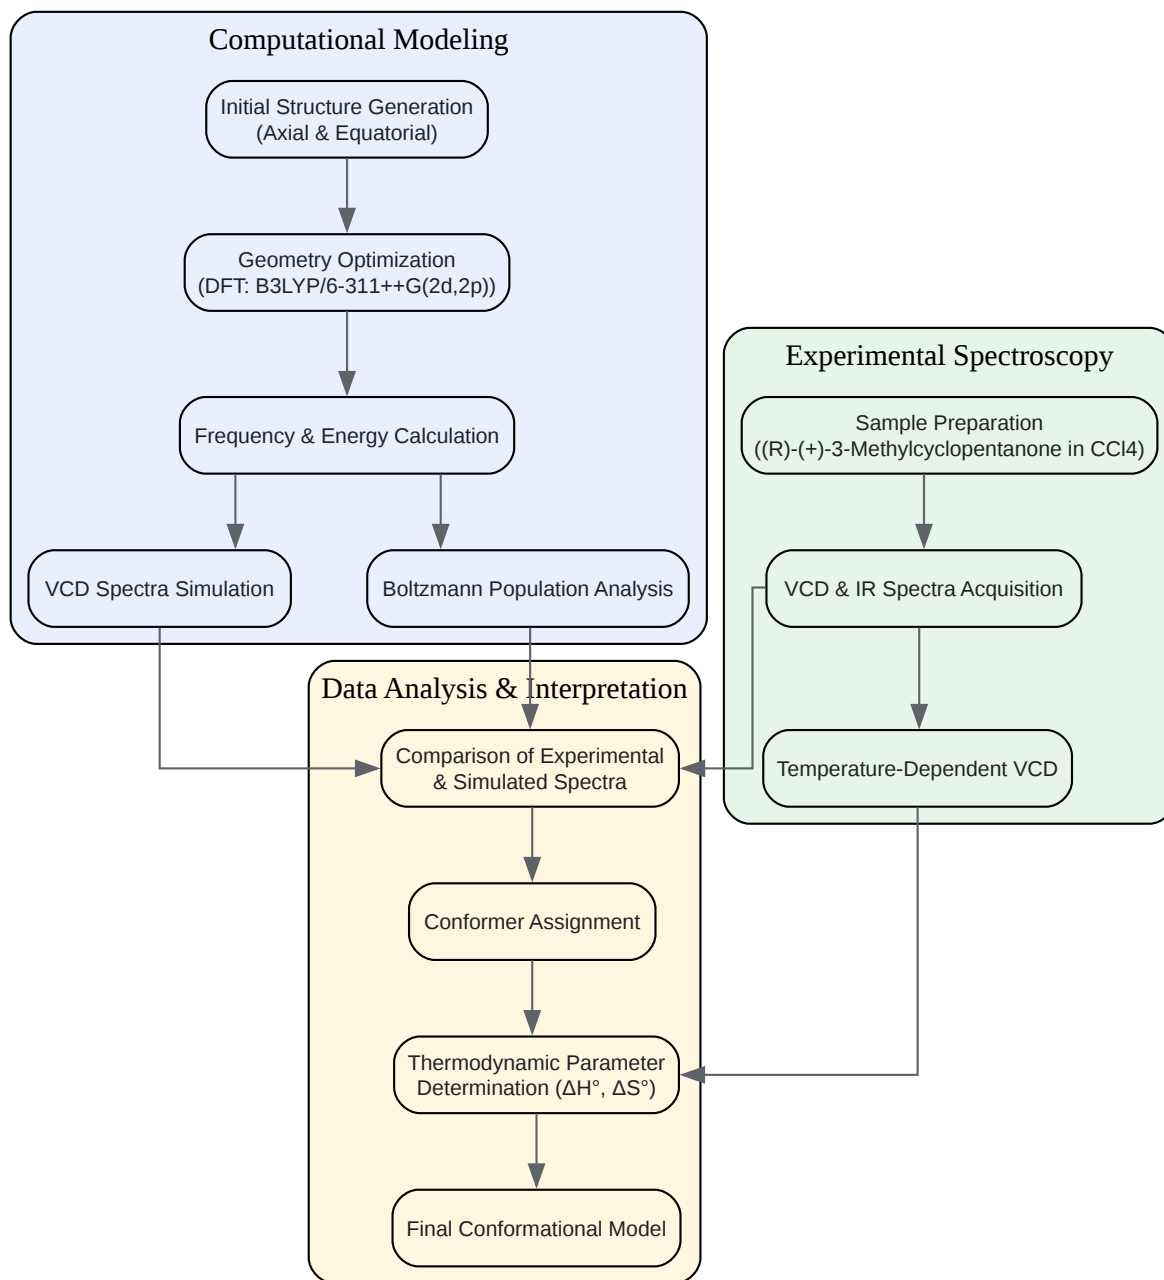 Computational Modeling
Initial Structure Generation
(Axial & Equatorial)
Geometry Optimization
(DFT: B3LYP/6-311++G(2d,2p))
Frequency & Energy Calculation
VCD Spectra Simulation
Boltzmann Population Analysis
Experimental Spectroscopy
Sample Preparation
((R)-(+)-3-Methylcyclopentanone in CCl4)
VCD & IR Spectra Acquisition
Temperature-Dependent VCD
Data Analysis & Interpretation
Comparison of Experimental
& Simulated Spectra
Conformer Assignment
Thermodynamic Parameter
Determination (ΔH°, ΔS°)
Final Conformational Model